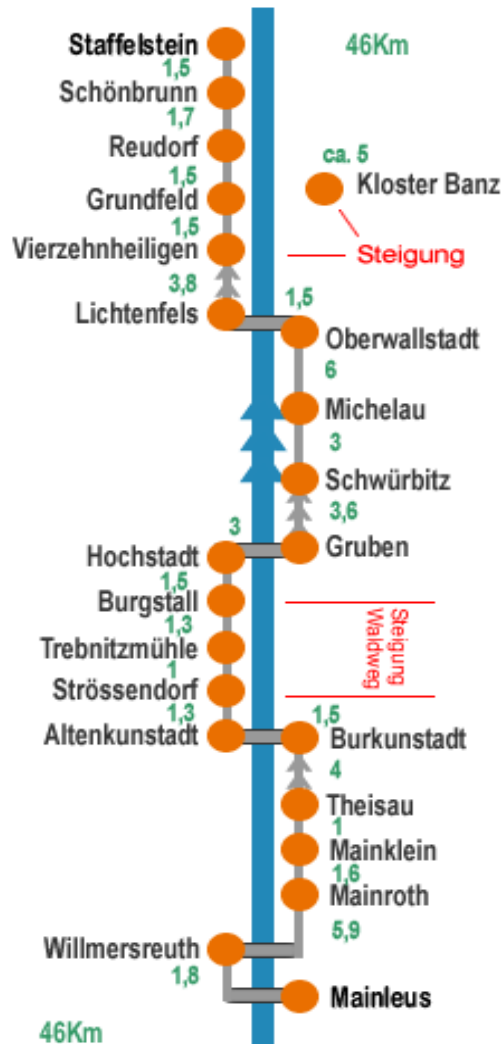 Staffelstein
46Km
1,5
Schönbrunn
1,7
Reudorf
ca. 5
Kloster Banz
1,5
Grundfeld
1,5
Vierzehnheiligen
Steigung
3,8
Lichtenfels
1,5
Oberwallstadt
6
Michelau
3
Schwürbitz
3,6
3
Gruben
Hochstadt
1,5
Burgstall
1,3
Trebnitzmühle
Steigung
Waldweg
1
Strössendorf
1,3
Altenkunstadt
1,5
Burkunstadt
4
Theisau
1
Mainklein
1,6
Mainroth
5,9
Willmersreuth
1,8
Mainleus
46Km